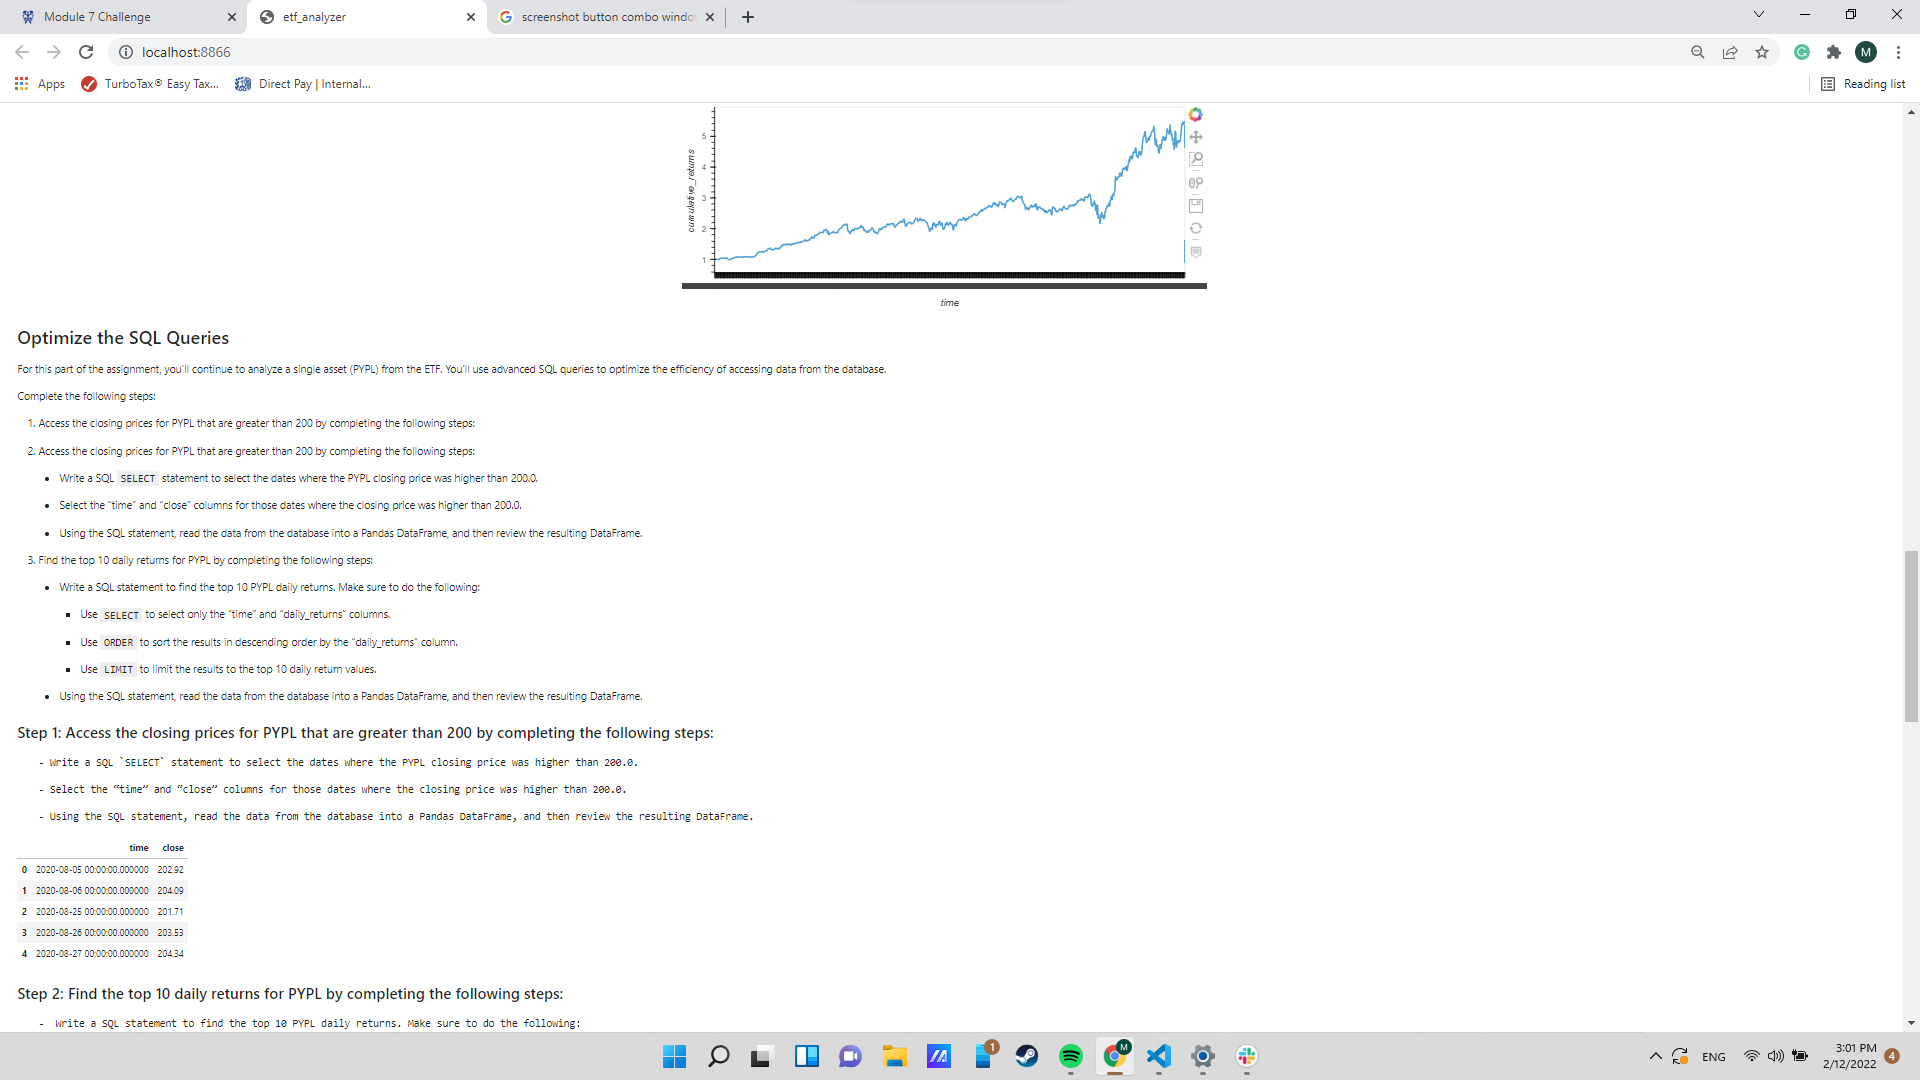 Module 7 Challenge
etf_analyzer
screenshot button combo windo
localhost:8866
M
Apps
TurboTax® Easy Tax...
Direct Pay | Internal...
Reading list
5
4
3
2
1
cumulative_returns
time
Optimize the SQL Queries
For this part of the assignment, you'll continue to analyze a single asset (PYPL) from the ETF. You'll use advanced SQL queries to optimize the efficiency of accessing data from the database.
Complete the following steps:
1. Access the closing prices for PYPL that are greater than 200 by completing the following steps:
2. Access the closing prices for PYPL that are greater than 200 by completing the following steps:
• Write a SQL SELECT statement to select the dates where the PYPL closing price was higher than 200.0.
• Select the “time” and “close” columns for those dates where the closing price was higher than 200.0.
• Using the SQL statement, read the data from the database into a Pandas DataFrame, and then review the resulting DataFrame.
3. Find the top 10 daily returns for PYPL by completing the following steps:
• Write a SQL statement to find the top 10 PYPL daily returns. Make sure to do the following:
▪ Use SELECT to select only the “time” and “daily_returns” columns.
▪ Use ORDER to sort the results in descending order by the “daily_returns” column.
▪ Use LIMIT to limit the results to the top 10 daily return values.
• Using the SQL statement, read the data from the database into a Pandas DataFrame, and then review the resulting DataFrame.
Step 1: Access the closing prices for PYPL that are greater than 200 by completing the following steps:
- Write a SQL `SELECT` statement to select the dates where the PYPL closing price was higher than 200.0.
- Select the “time” and “close” columns for those dates where the closing price was higher than 200.0.
- Using the SQL statement, read the data from the database into a Pandas DataFrame, and then review the resulting DataFrame.
time close
0 2020-08-05 00:00:00.000000 202.92
1 2020-08-06 00:00:00.000000 204.09
2 2020-08-25 00:00:00.000000 201.71
3 2020-08-26 00:00:00.000000 203.53
4 2020-08-27 00:00:00.000000 204.34
Step 2: Find the top 10 daily returns for PYPL by completing the following steps:
- Write a SQL statement to find the top 10 PYPL daily returns. Make sure to do the following:
1
M
ENG
3:01 PM
2/12/2022
4